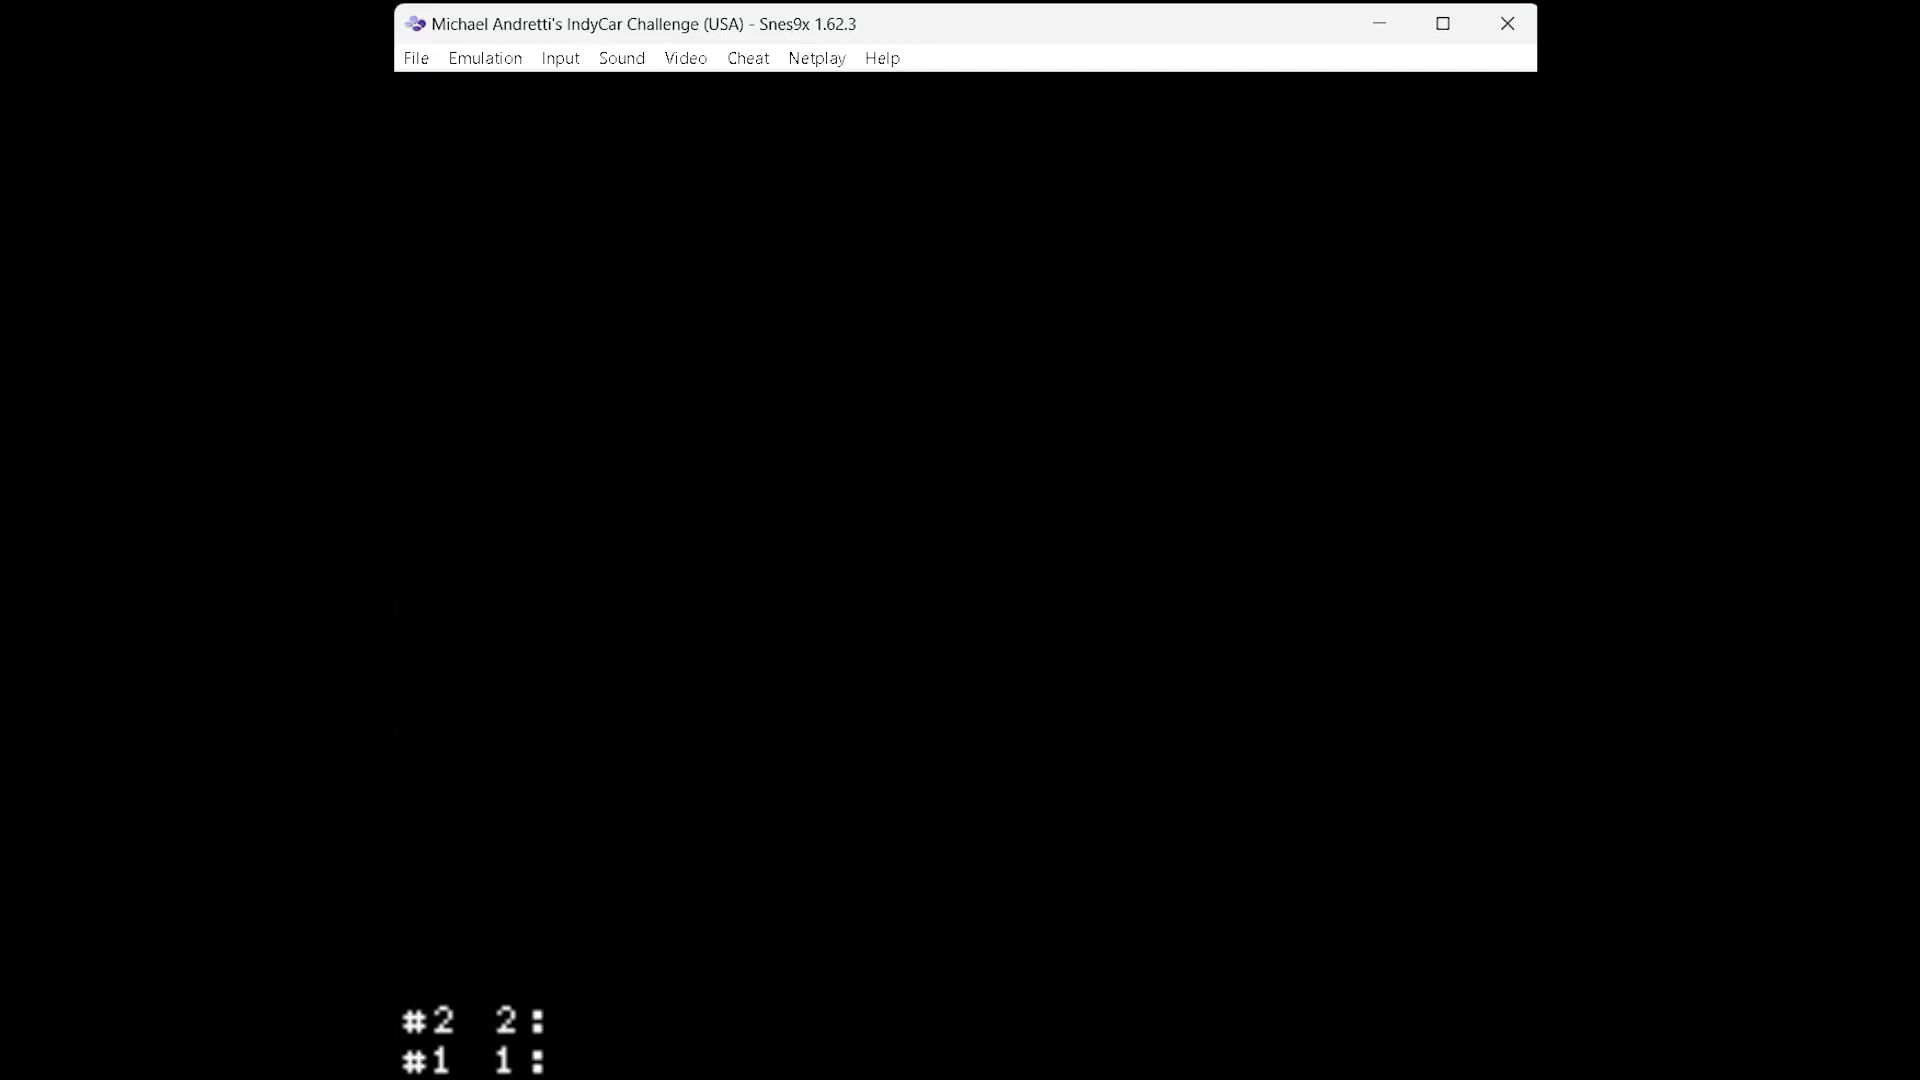 Michael Andretti's IndyCar Challenge (USA) - Snes9x 1.62.3
File Emulation Input Sound Video Cheat Netplay Help
#2 2:
#1 1: